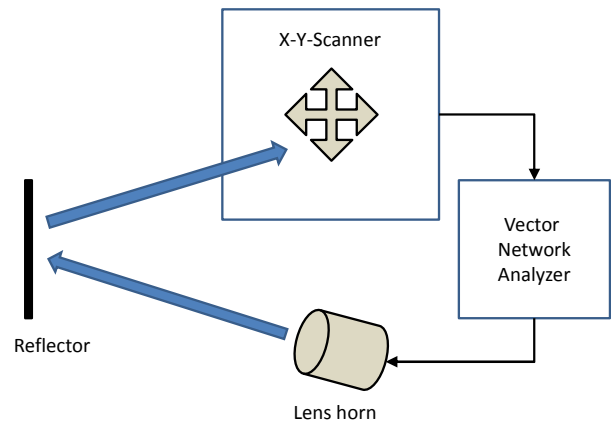 X-Y-Scanner
Vector
Network
Analyzer
Reflector
Lens horn